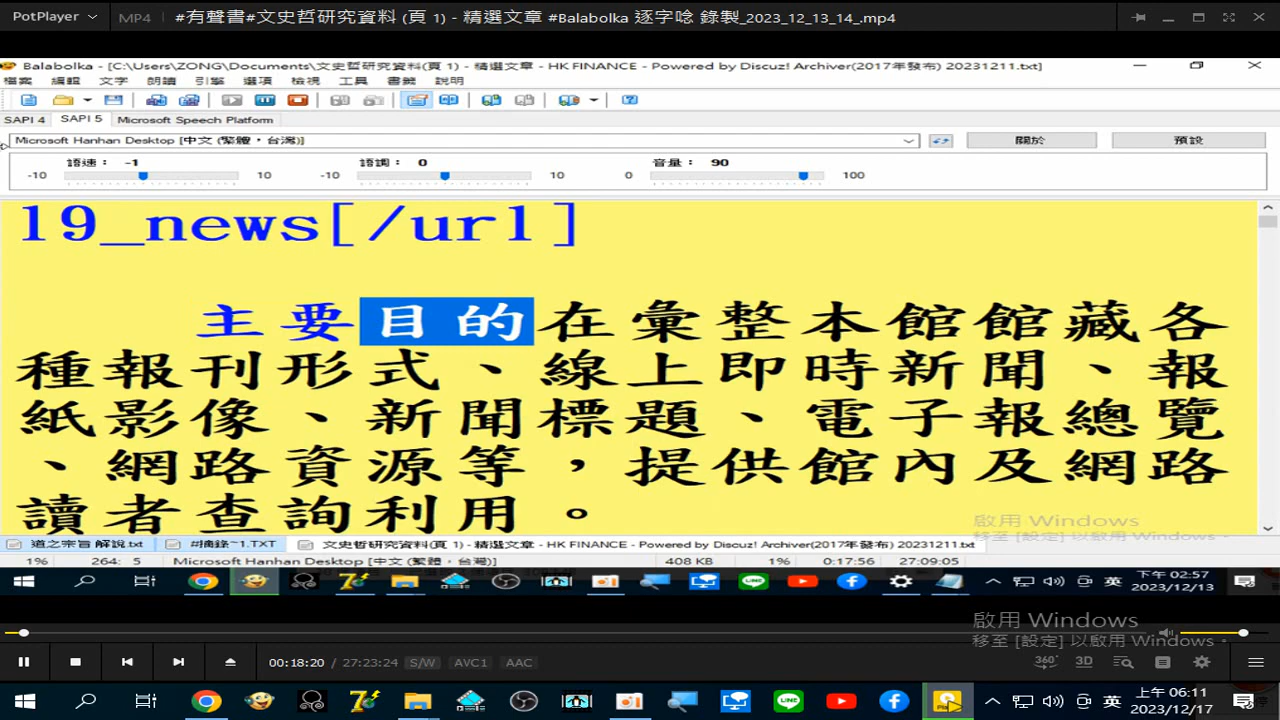 PotPlayer MP4 #有聲書#文史哲研究資料 (頁 1) - 精選文章 #Balabolka 逐字唸 錄製_2023_12_13_14_.mp4
Balabolka - [C:\Users\ZONG\Documents\文史哲研究資料(頁 1) - 精選文章 - HK FINANCE - Powered by Discuz! Archiver(2017年發布) 20231211.txt]
檔案 編輯 文字 朗讀 引擎 選項 檢視 工具 書籤 說明
SAPI 4 SAPI 5 Microsoft Speech Platform
Microsoft Hanhan Desktop [中文 (繁體，台灣)] 關於 預設
語速： -1 語調： 0 音量： 90
-10 10 -10 10 0 100
19_news[/url]
主要目的在彙整本館館藏各
種報刊形式、線上即時新聞、報
紙影像、新聞標題、電子報總覽
、網路資源等，提供館內及網路
讀者查詢利用。
啟用 Windows
移至 [設定] 以啟用 Windows。
道之宗旨 解說.txt #摘錄~1.TXT 文史哲研究資料(頁 1) - 精選文章 - HK FINANCE - Powered by Discuz! Archiver(2017年發布) 20231211.txt
1% 264: 5 Microsoft Hanhan Desktop [中文 (繁體，台灣)] 408 KB 1% 0:17:56 27:09:05
英 下午 02:57
2023/12/13
啟用 Windows
移至 [設定] 以啟用 Windows。
00:18:20 / 27:23:24 S/W AVC1 AAC 360° 3D
英 上午 06:11
2023/12/17